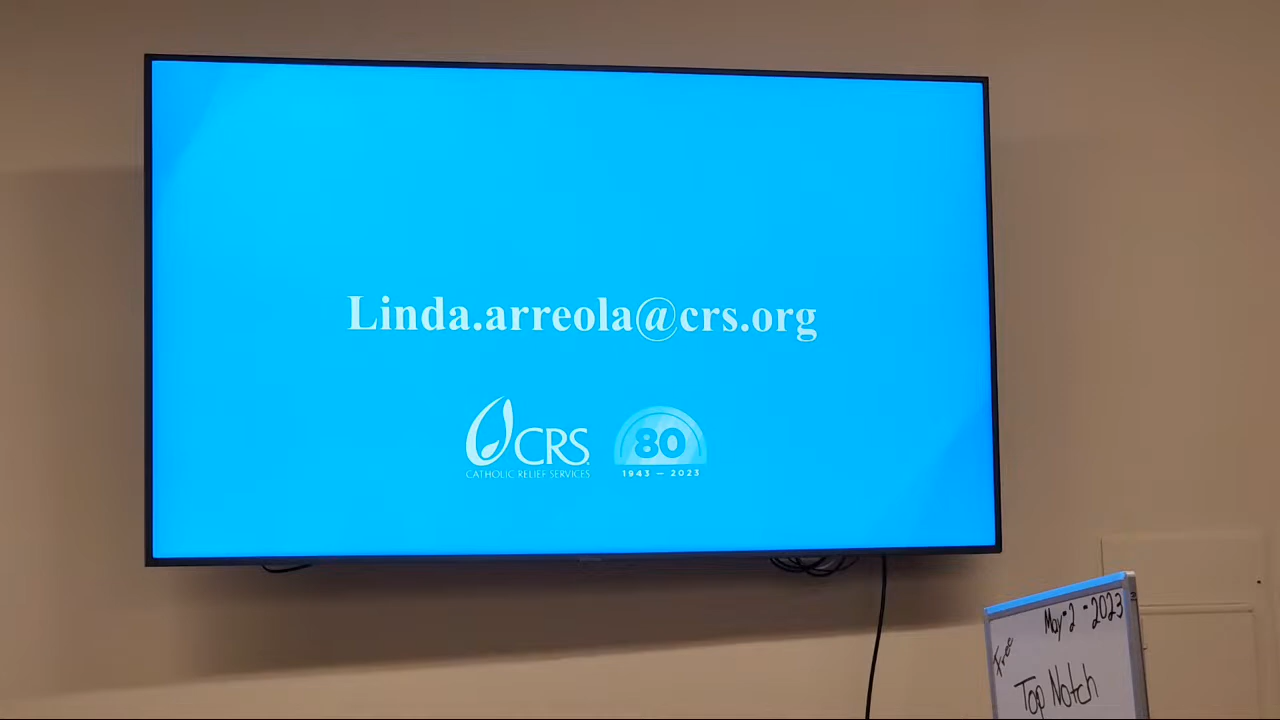 Linda.arreola@crs.org
CRS
CATHOLIC RELIEF SERVICES
80
1943 — 2023
May-2-2023
Free
Top Notch